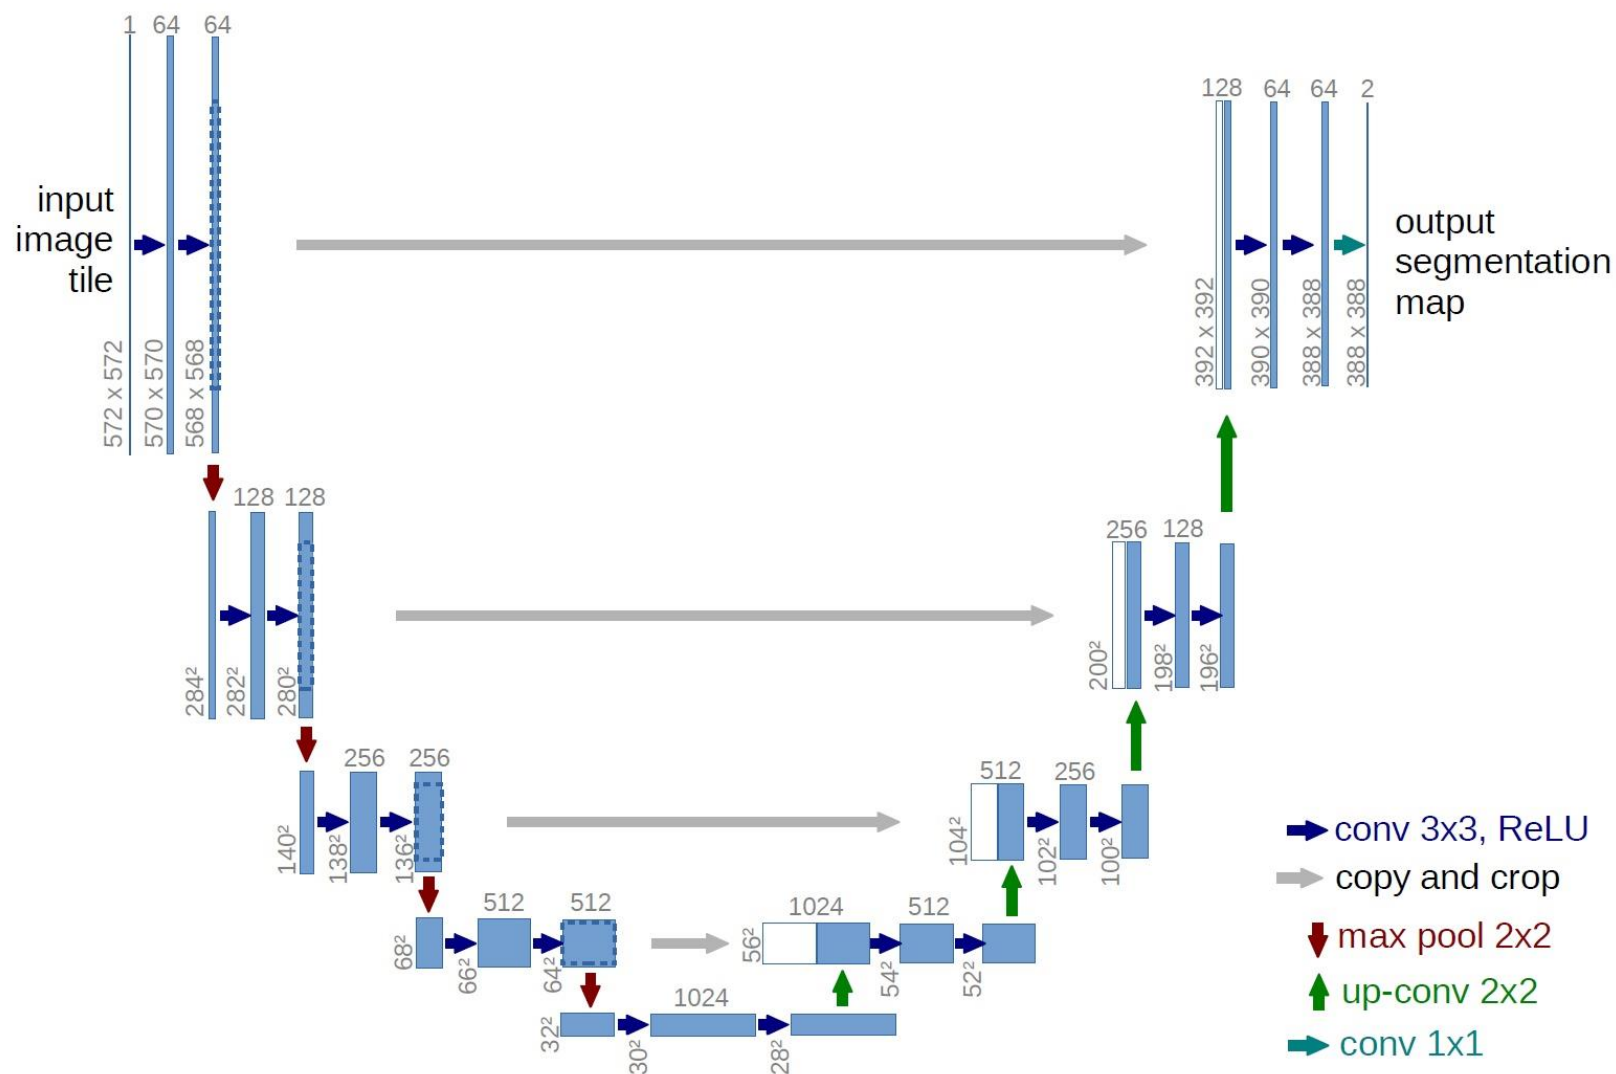 1 64 64
input
image
tile
572 x 572
570 x 570
568 x 568
128 64 64 2
392 x 392
390 x 390
388 x 388
388 x 388
output
segmentation
map
128 128
284²
282²
280²
256 128
200²
198²
196²
256 256
140²
138²
136²
512 256
104²
102²
100²
512 512
68²
66²
64²
1024 512
56²
54²
52²
1024
32²
30²
28²
conv 3x3, ReLU
copy and crop
max pool 2x2
up-conv 2x2
conv 1x1